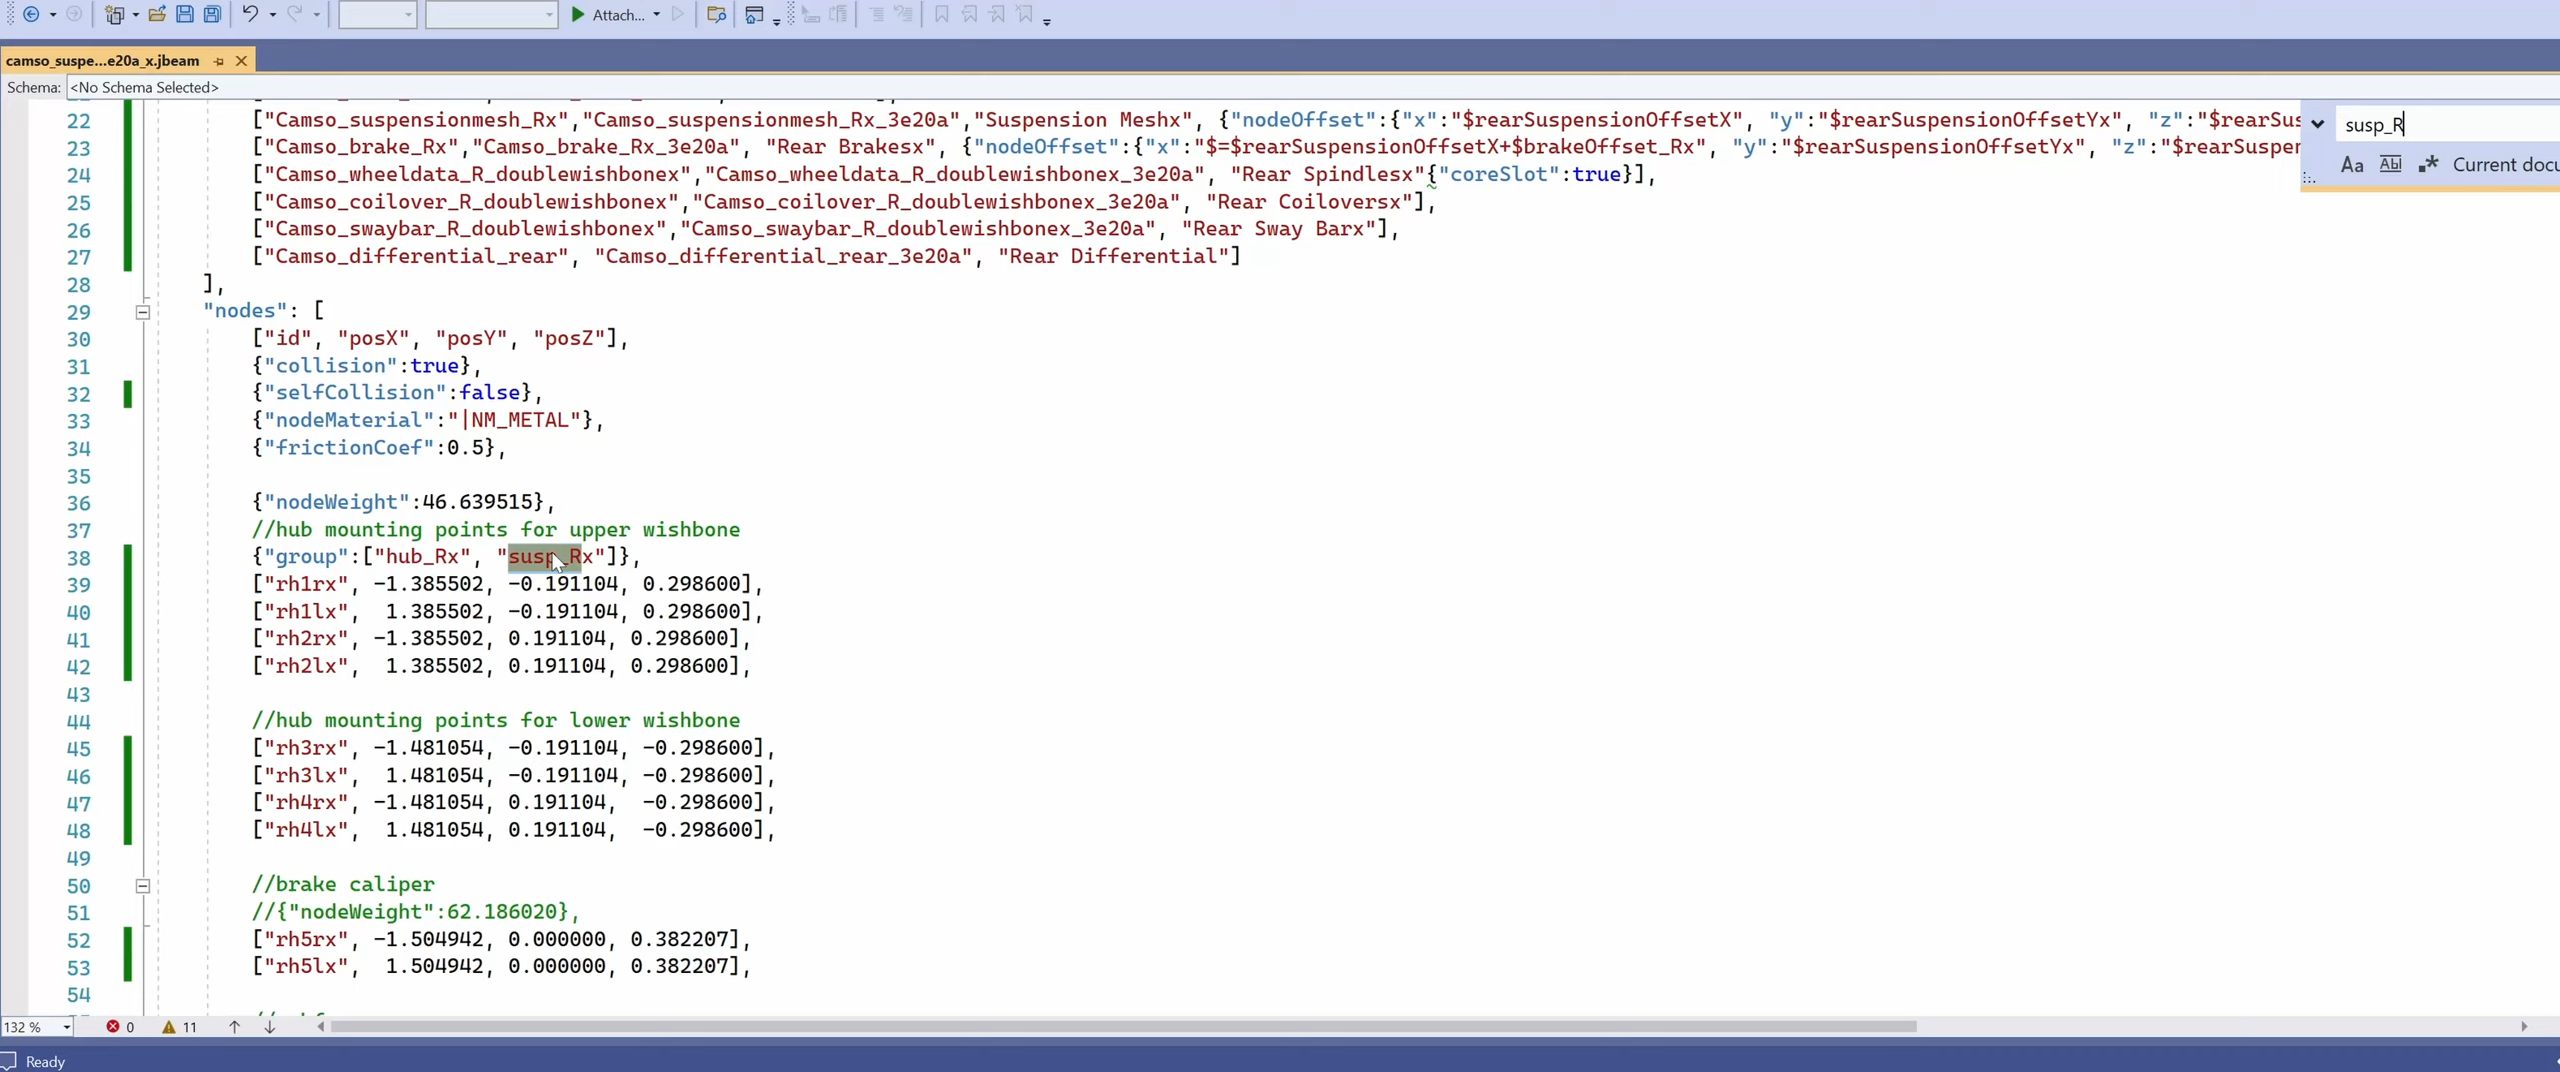 Attach...
camso_suspe...e20a_x.jbeam
Schema: <No Schema Selected>
22 ["Camso_suspensionmesh_Rx","Camso_suspensionmesh_Rx_3e20a","Suspension Meshx", {"nodeOffset":{"x":"$rearSuspensionOffsetX", "y":"$rearSuspensionOffsetYx", "z":"$rearSus
susp_R
23 ["Camso_brake_Rx","Camso_brake_Rx_3e20a", "Rear Brakesx", {"nodeOffset":{"x":"$=$rearSuspensionOffsetX+$brakeOffset_Rx", "y":"$rearSuspensionOffsetYx", "z":"$rearSuspen
Aa Abl .* Current docu
24 ["Camso_wheeldata_R_doublewishbonex","Camso_wheeldata_R_doublewishbonex_3e20a", "Rear Spindlesx"{"coreSlot":true}],
25 ["Camso_coilover_R_doublewishbonex","Camso_coilover_R_doublewishbonex_3e20a", "Rear Coiloversx"],
26 ["Camso_swaybar_R_doublewishbonex","Camso_swaybar_R_doublewishbonex_3e20a", "Rear Sway Barx"],
27 ["Camso_differential_rear", "Camso_differential_rear_3e20a", "Rear Differential"]
28 ],
29 "nodes": [
30 ["id", "posX", "posY", "posZ"],
31 {"collision":true},
32 {"selfCollision":false},
33 {"nodeMaterial":"|NM_METAL"},
34 {"frictionCoef":0.5},
35
36 {"nodeWeight":46.639515},
37 //hub mounting points for upper wishbone
38 {"group":["hub_Rx", "susp_Rx"]},
39 ["rh1rx", -1.385502, -0.191104, 0.298600],
40 ["rh1lx", 1.385502, -0.191104, 0.298600],
41 ["rh2rx", -1.385502, 0.191104, 0.298600],
42 ["rh2lx", 1.385502, 0.191104, 0.298600],
43
44 //hub mounting points for lower wishbone
45 ["rh3rx", -1.481054, -0.191104, -0.298600],
46 ["rh3lx", 1.481054, -0.191104, -0.298600],
47 ["rh4rx", -1.481054, 0.191104, -0.298600],
48 ["rh4lx", 1.481054, 0.191104, -0.298600],
49
50 //brake caliper
51 //{"nodeWeight":62.186020},
52 ["rh5rx", -1.504942, 0.000000, 0.382207],
53 ["rh5lx", 1.504942, 0.000000, 0.382207],
54
132 % 0 11
Ready